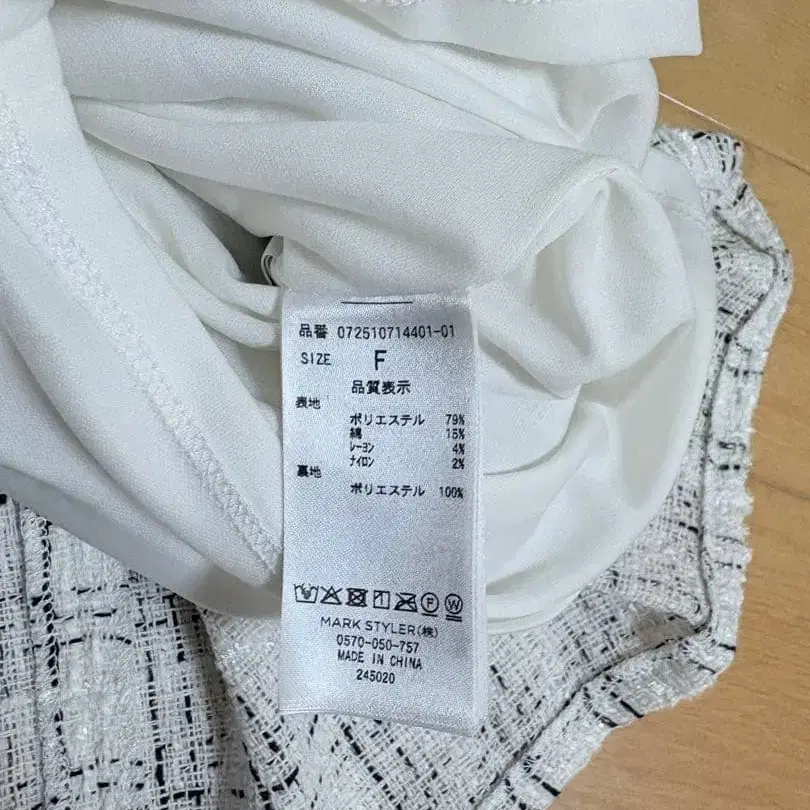 品番 072510714401-01
SIZE F
品質表示
表地
ポリエステル 79%
綿 15%
レーヨン 4%
ナイロン 2%
裏地
ポリエステル 100%
F W
MARK STYLER(株)
0570-050-757
MADE IN CHINA
245020